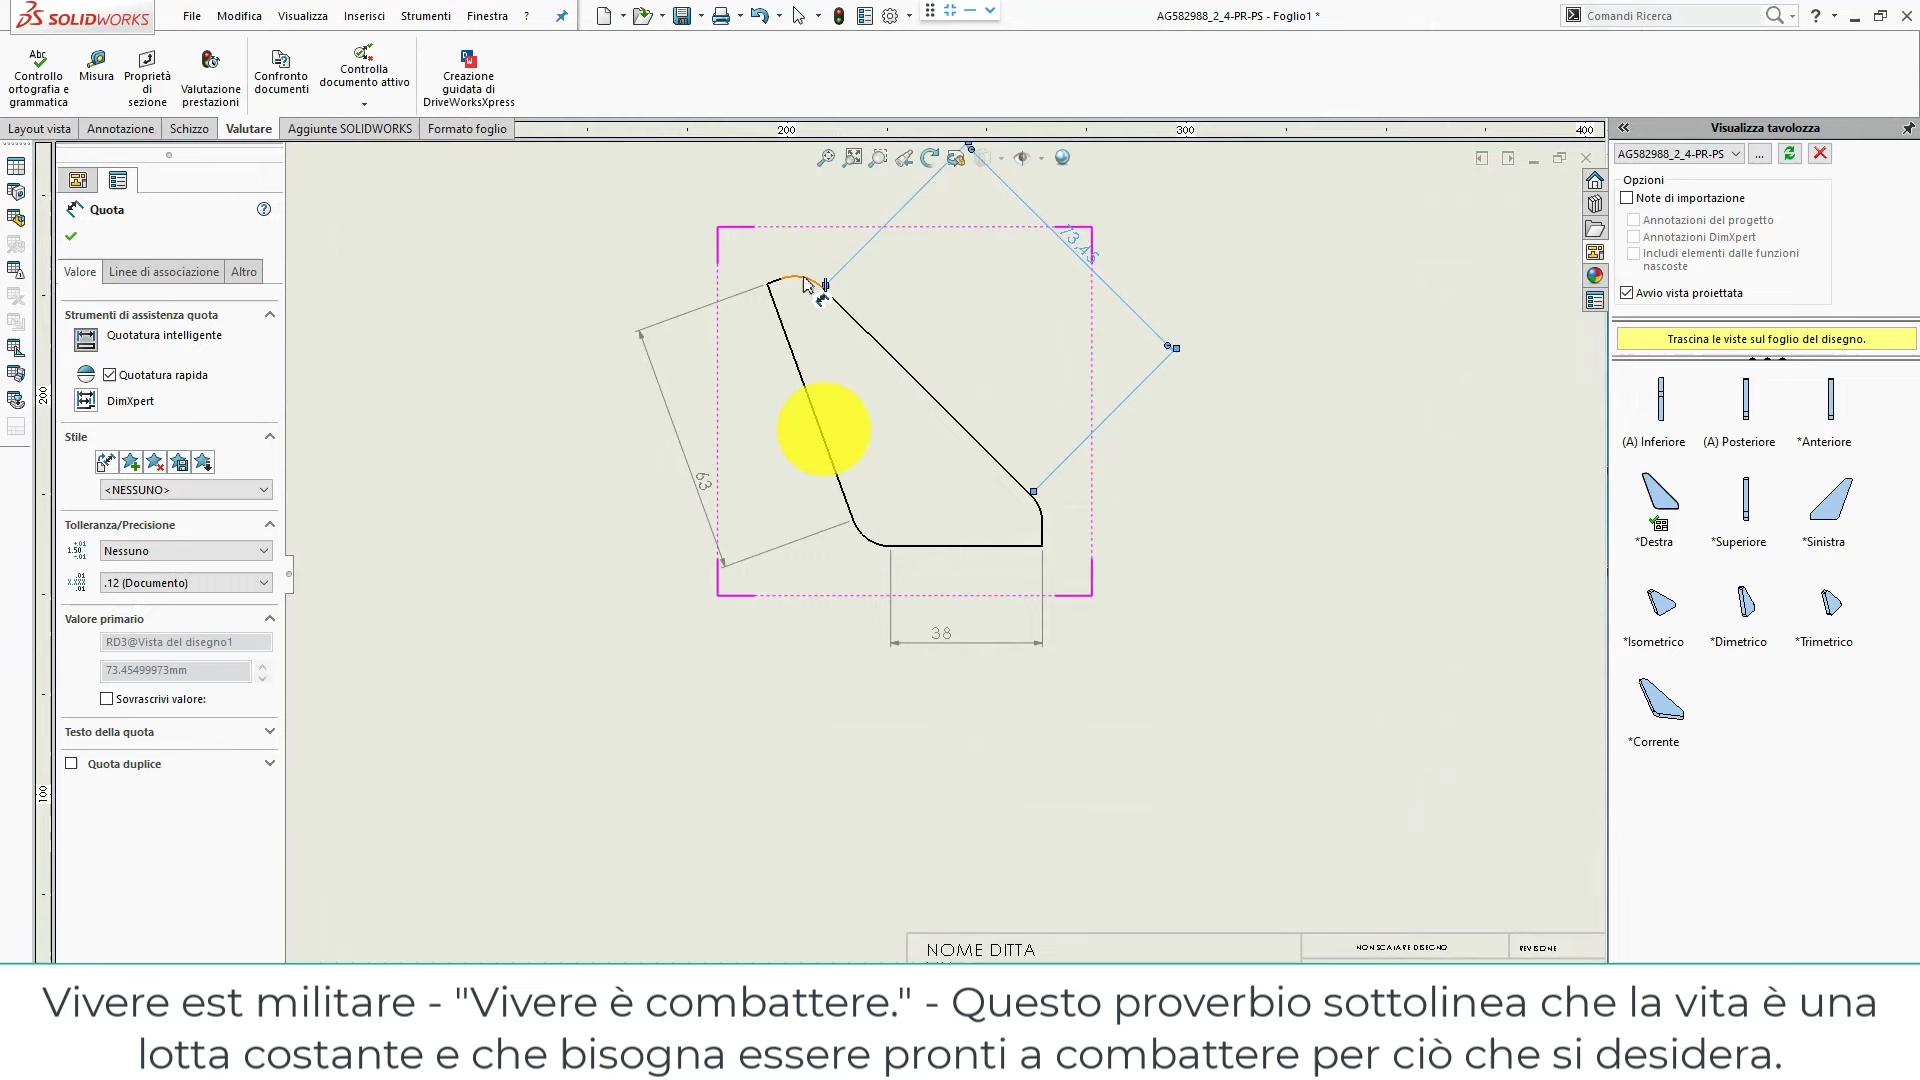 SOLIDWORKS
File Modifica Visualizza Inserisci Strumenti Finestra ?
AG582988_2_4-PR-PS - Foglio1 *
Comandi Ricerca
Controllo ortografia e grammatica
Misura
Proprietà di sezione
Valutazione prestazioni
Confronto documenti
Controlla documento attivo
Creazione guidata di DriveWorksXpress
Layout vista Annotazione Schizzo Valutare Aggiunte SOLIDWORKS Formato foglio
200 300 400
200
100
Quota
Valore Linee di associazione Altro
Strumenti di assistenza quota
Quotatura intelligente
Quotatura rapida
DimXpert
Stile
<NESSUNO>
Tolleranza/Precisione
Nessuno
.12 (Documento)
Valore primario
RD3@Vista del disegno1
73.45499973mm
Sovrascrivi valore:
Testo della quota
Quota duplice
73,45
63
38
NOME DITTA
NON SCALARE DISEGNO
REVISIONE
Visualizza tavolozza
AG582988_2_4-PR-PS
...
Opzioni
Note di importazione
Annotazioni del progetto
Annotazioni DimXpert
Includi elementi dalle funzioni
nascoste
Avvio vista proiettata
Trascina le viste sul foglio del disegno.
(A) Inferiore (A) Posteriore *Anteriore
*Destra *Superiore *Sinistra
*Isometrico *Dimetrico *Trimetrico
*Corrente
Vivere est militare - "Vivere è combattere." - Questo proverbio sottolinea che la vita è una
lotta costante e che bisogna essere pronti a combattere per ciò che si desidera.